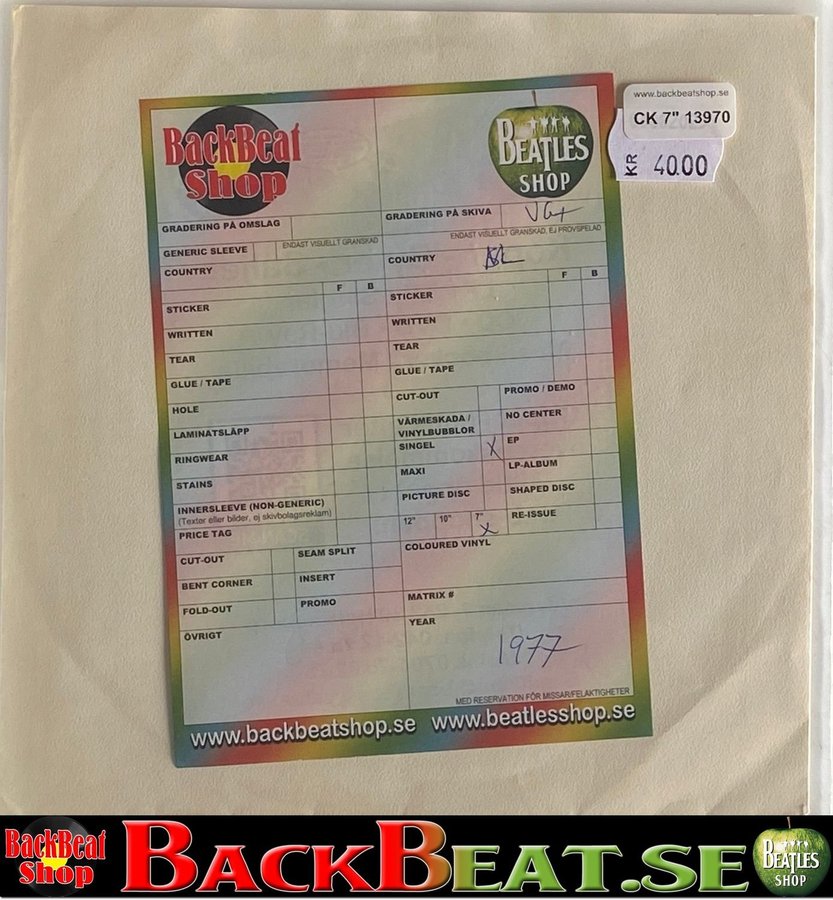 www.backbeatshop.se
CK 7" 13970
KR 40.00
BackBeat
Shop
BEATLES
SHOP
GRADERING PÅ OMSLAG
ENDAST VISUELLT GRANSKAD
GENERIC SLEEVE
COUNTRY
F B
STICKER
WRITTEN
TEAR
GLUE / TAPE
HOLE
LAMINATSLÄPP
RINGWEAR
STAINS
INNERSLEEVE (NON-GENERIC)
(Texter eller bilder, ej skivbolagsreklam)
PRICE TAG
CUT-OUT SEAM SPLIT
BENT CORNER INSERT
FOLD-OUT PROMO
ÖVRIGT
GRADERING PÅ SKIVA VG+
ENDAST VISUELLT GRANSKAD, EJ PROVSPELAD
COUNTRY
F B
STICKER
WRITTEN
TEAR
GLUE / TAPE
CUT-OUT PROMO / DEMO
VÄRMESKADA /
VINYLBUBBLOR
NO CENTER
SINGEL X EP
MAXI LP-ALBUM
PICTURE DISC SHAPED DISC
12" 10" 7" X RE-ISSUE
COLOURED VINYL
MATRIX #
YEAR
1977
MED RESERVATION FÖR MISSAR/FELAKTIGHETER
www.backbeatshop.se www.beatlesshop.se
BackBeat
Shop
BACKBEAT.SE
BEATLES
SHOP